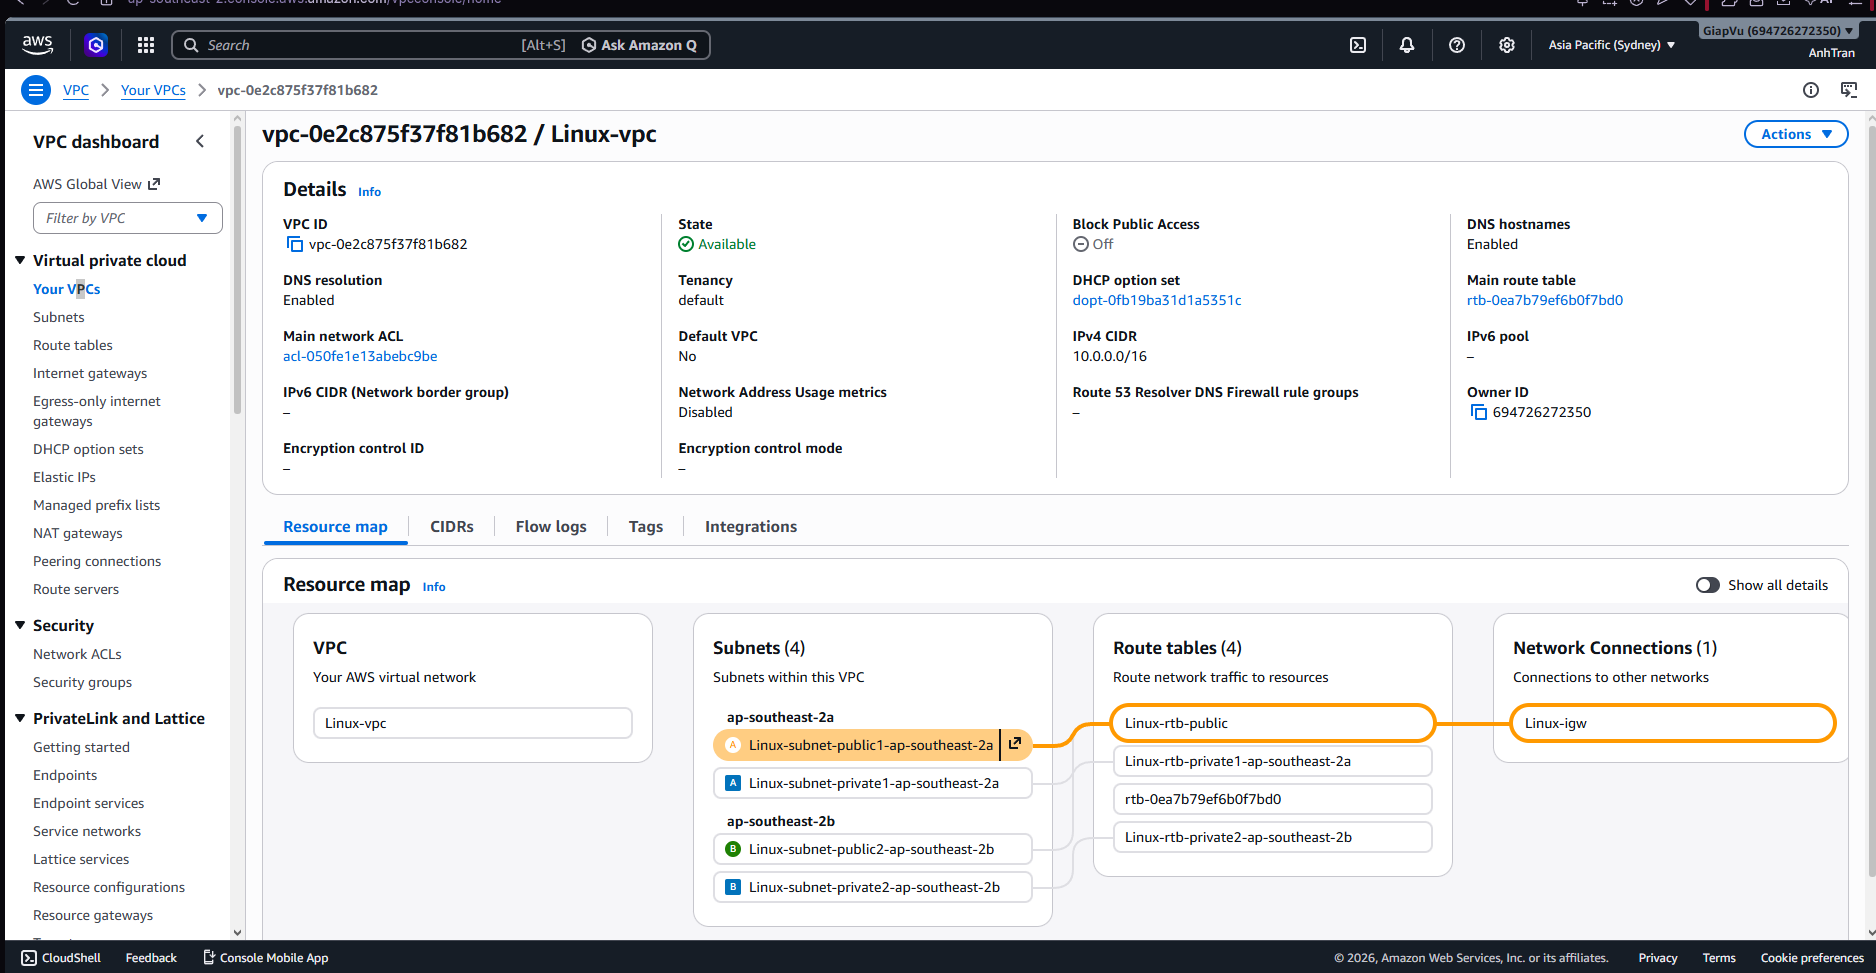 aws
Search [Alt+S] Ask Amazon Q
Asia Pacific (Sydney)
GiapVu (694726272350)
AnhTran
VPC > Your VPCs > vpc-0e2c875f37f81b682
VPC dashboard
AWS Global View
Filter by VPC
Virtual private cloud
Your VPCs
Subnets
Route tables
Internet gateways
Egress-only internet
gateways
DHCP option sets
Elastic IPs
Managed prefix lists
NAT gateways
Peering connections
Route servers
Security
Network ACLs
Security groups
PrivateLink and Lattice
Getting started
Endpoints
Endpoint services
Service networks
Lattice services
Resource configurations
Resource gateways
vpc-0e2c875f37f81b682 / Linux-vpc
Actions
Details Info
VPC ID
vpc-0e2c875f37f81b682
State
Available
Block Public Access
Off
DNS hostnames
Enabled
DNS resolution
Enabled
Tenancy
default
DHCP option set
dopt-0fb19ba31d1a5351c
Main route table
rtb-0ea7b79ef6b0f7bd0
Main network ACL
acl-050fe1e13abebc9be
Default VPC
No
IPv4 CIDR
10.0.0.0/16
IPv6 pool
–
IPv6 CIDR (Network border group)
–
Network Address Usage metrics
Disabled
Route 53 Resolver DNS Firewall rule groups
–
Owner ID
694726272350
Encryption control ID
–
Encryption control mode
–
Resource map CIDRs Flow logs Tags Integrations
Resource map Info
Show all details
VPC
Your AWS virtual network
Linux-vpc
Subnets (4)
Subnets within this VPC
ap-southeast-2a
A Linux-subnet-public1-ap-southeast-2a
A Linux-subnet-private1-ap-southeast-2a
ap-southeast-2b
B Linux-subnet-public2-ap-southeast-2b
B Linux-subnet-private2-ap-southeast-2b
Route tables (4)
Route network traffic to resources
Linux-rtb-public
Linux-rtb-private1-ap-southeast-2a
rtb-0ea7b79ef6b0f7bd0
Linux-rtb-private2-ap-southeast-2b
Network Connections (1)
Connections to other networks
Linux-igw
CloudShell Feedback Console Mobile App
© 2026, Amazon Web Services, Inc. or its affiliates. Privacy Terms Cookie preferences